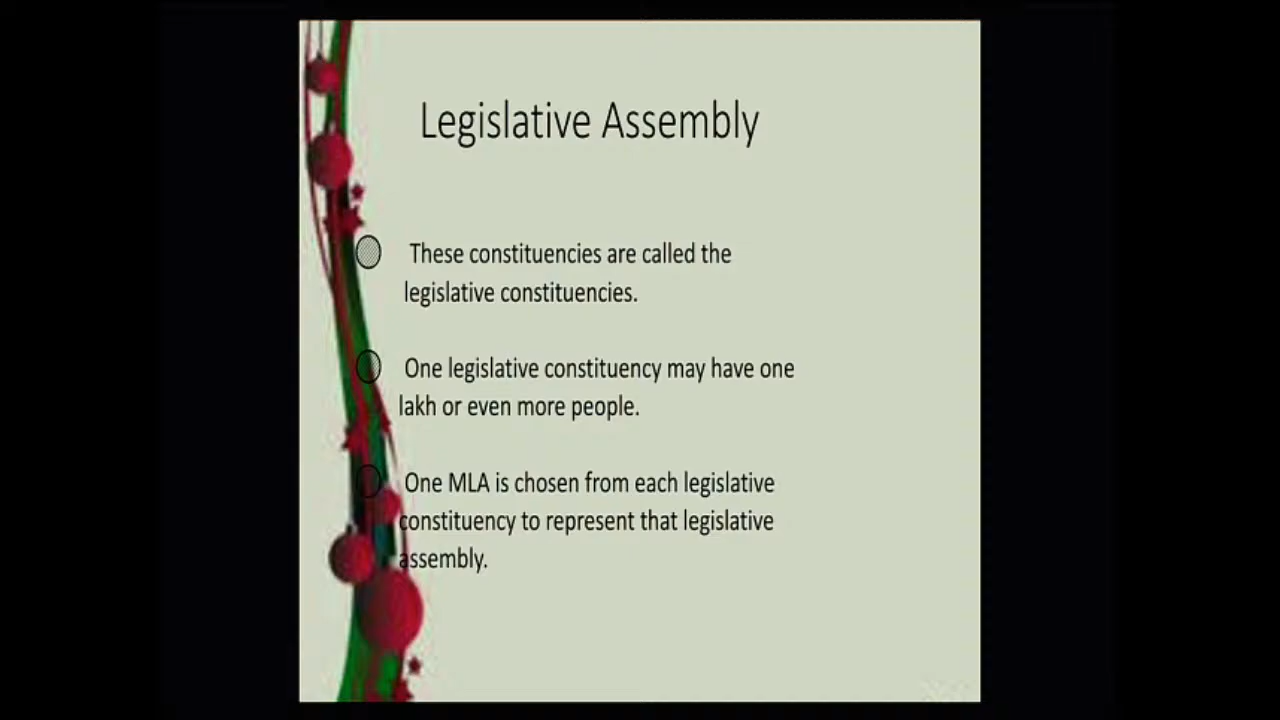 Legislative Assembly
These constituencies are called the
legislative constituencies.
One legislative constituency may have one
lakh or even more people.
One MLA is chosen from each legislative
constituency to represent that legislative
assembly.